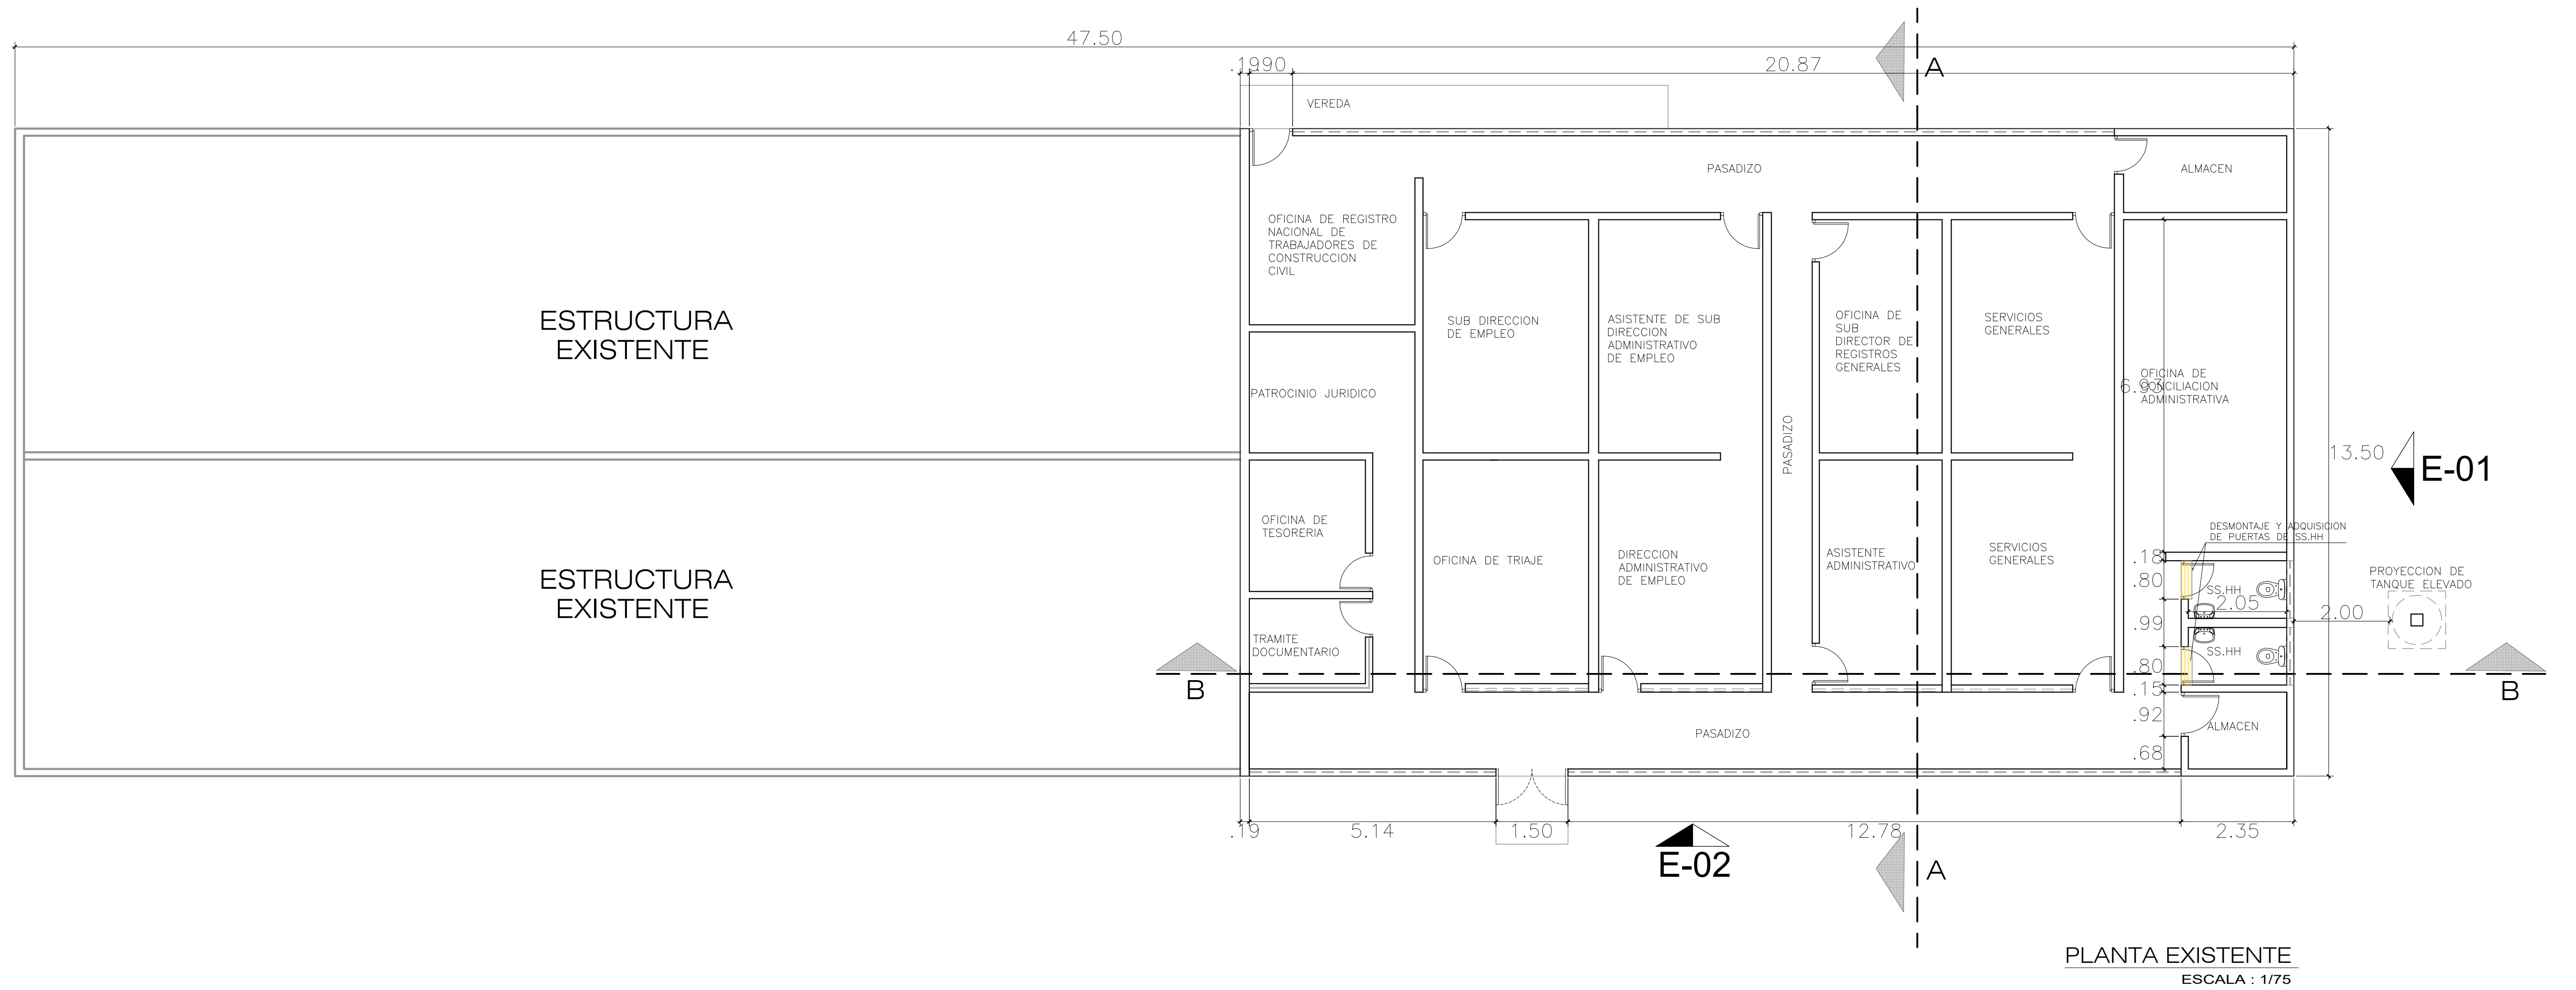 47.50
.19
.90
20.87
A
VEREDA
PASADIZO
ALMACEN
OFICINA DE REGISTRO
NACIONAL DE
TRABAJADORES DE
CONSTRUCCION
CIVIL
ESTRUCTURA
EXISTENTE
SUB DIRECCION
DE EMPLEO
ASISTENTE DE SUB
DIRECCION
ADMINISTRATIVO
DE EMPLEO
OFICINA DE
SUB
DIRECTOR DE
REGISTROS
GENERALES
SERVICIOS
GENERALES
PATROCINIO JURIDICO
6.93
OFICINA DE
CONCILIACION
ADMINISTRATIVA
PASADIZO
13.50
E-01
OFICINA DE
TESORERIA
OFICINA DE TRIAJE
DIRECCION
ADMINISTRATIVO
DE EMPLEO
ASISTENTE
ADMINISTRATIVO
SERVICIOS
GENERALES
DESMONTAJE Y ADQUISICION
DE PUERTAS DE SS.HH
.18
.80
SS.HH
2.05
PROYECCION DE
TANQUE ELEVADO
2.00
ESTRUCTURA
EXISTENTE
TRAMITE
DOCUMENTARIO
.99
SS.HH
.80
B
B
.15
.92
ALMACEN
PASADIZO
.68
.19
5.14
1.50
12.78
2.35
E-02
A
PLANTA EXISTENTE
ESCALA : 1/75